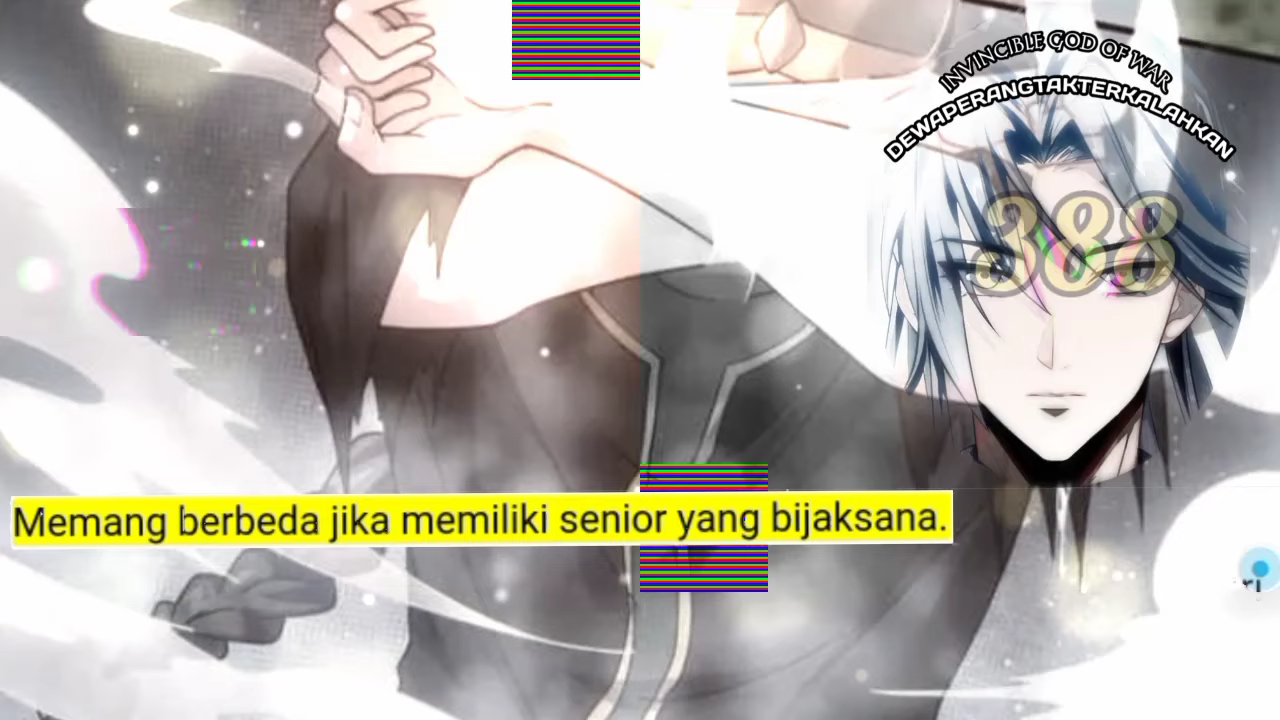 INVINCIBLE GOD OF WAR
DEWAPERANGTAKTERKALAHKAN
388
Memang berbeda jika memiliki senior yang bijaksana.